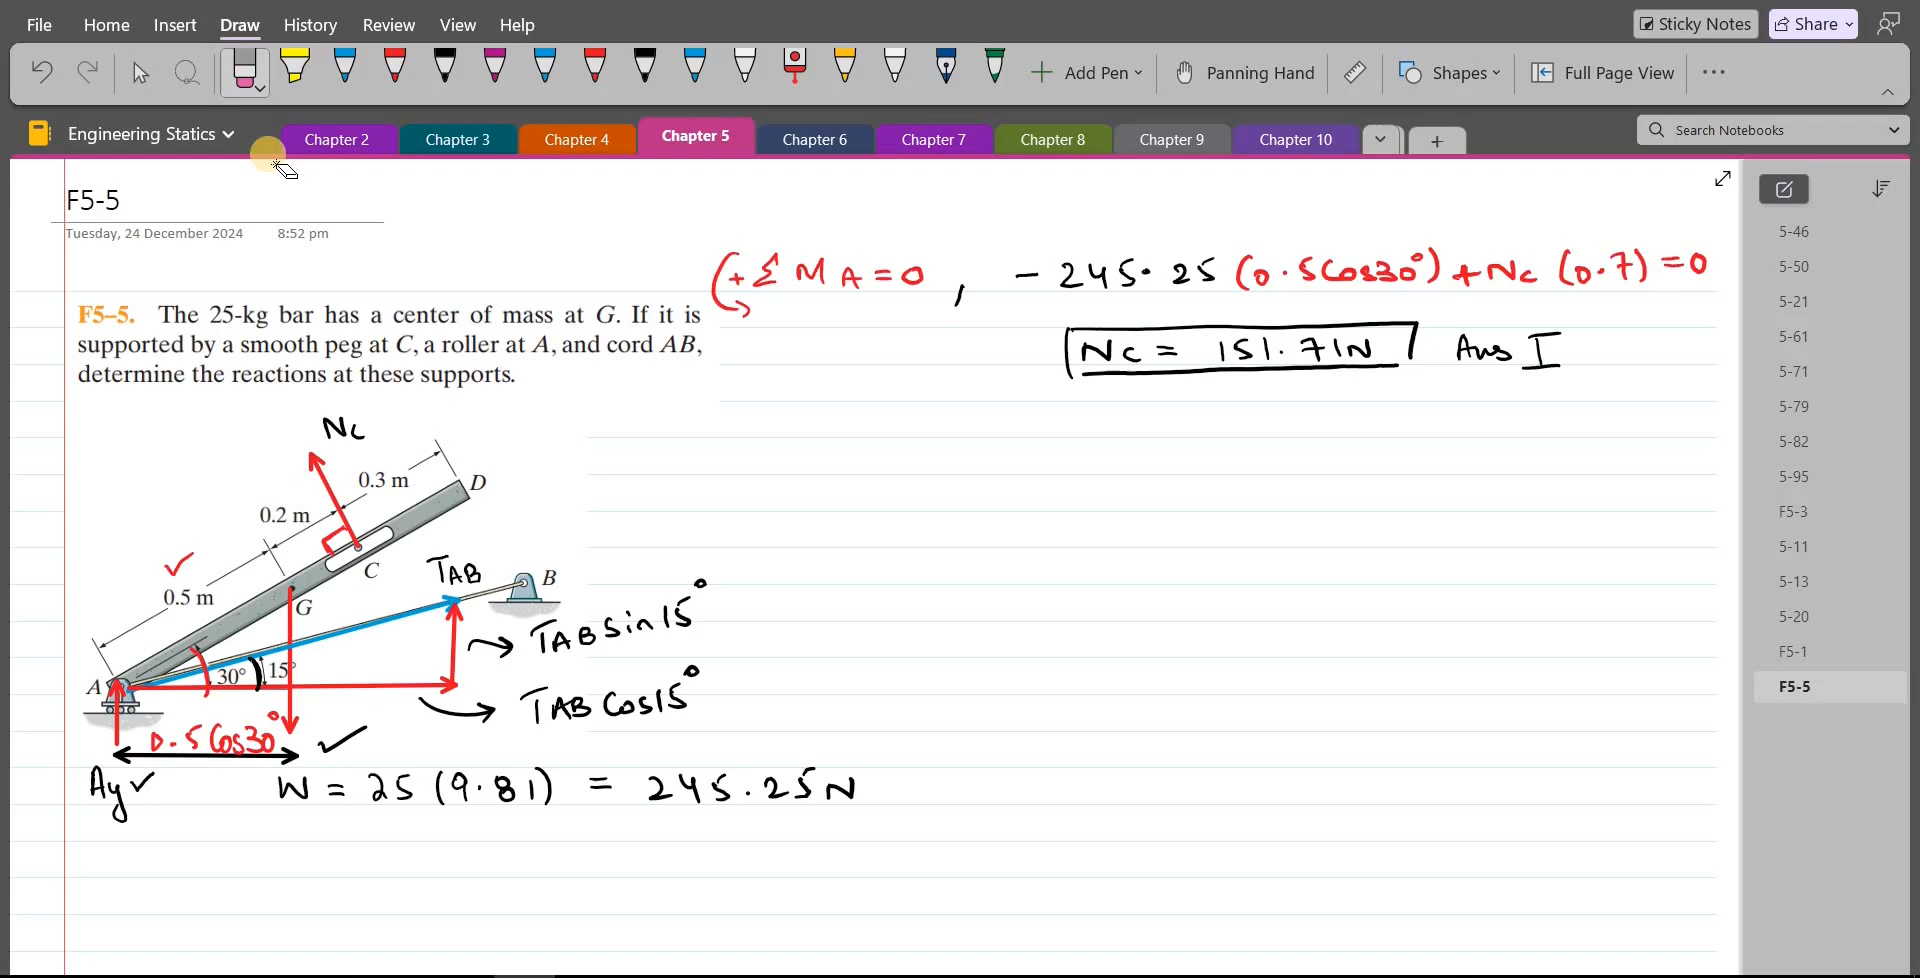 File Home Insert Draw History Review View Help
Sticky Notes Share
Add Pen Panning Hand Shapes Full Page View
Engineering Statics
Chapter 2 Chapter 3 Chapter 4 Chapter 5 Chapter 6 Chapter 7 Chapter 8 Chapter 9 Chapter 10 +
Search Notebooks
F5-5
Tuesday, 24 December 2024 8:52 pm
+ Σ M A = 0 , - 245.25 (0.5 Cos30°) + Nc (0.7) = 0
Nc = 151.71N Ans I
F5–5. The 25-kg bar has a center of mass at G. If it is
supported by a smooth peg at C, a roller at A, and cord AB,
determine the reactions at these supports.
Nc
0.3 m
D
0.2 m
C
TAB
B
0.5 m
G
TAB Sin 15°
A
30°
15°
TAB Cos15°
0.5 Cos30°
Ay
W = 25 (9.81) = 245.25 N
5-46
5-50
5-21
5-61
5-71
5-79
5-82
5-95
F5-3
5-11
5-13
5-20
F5-1
F5-5